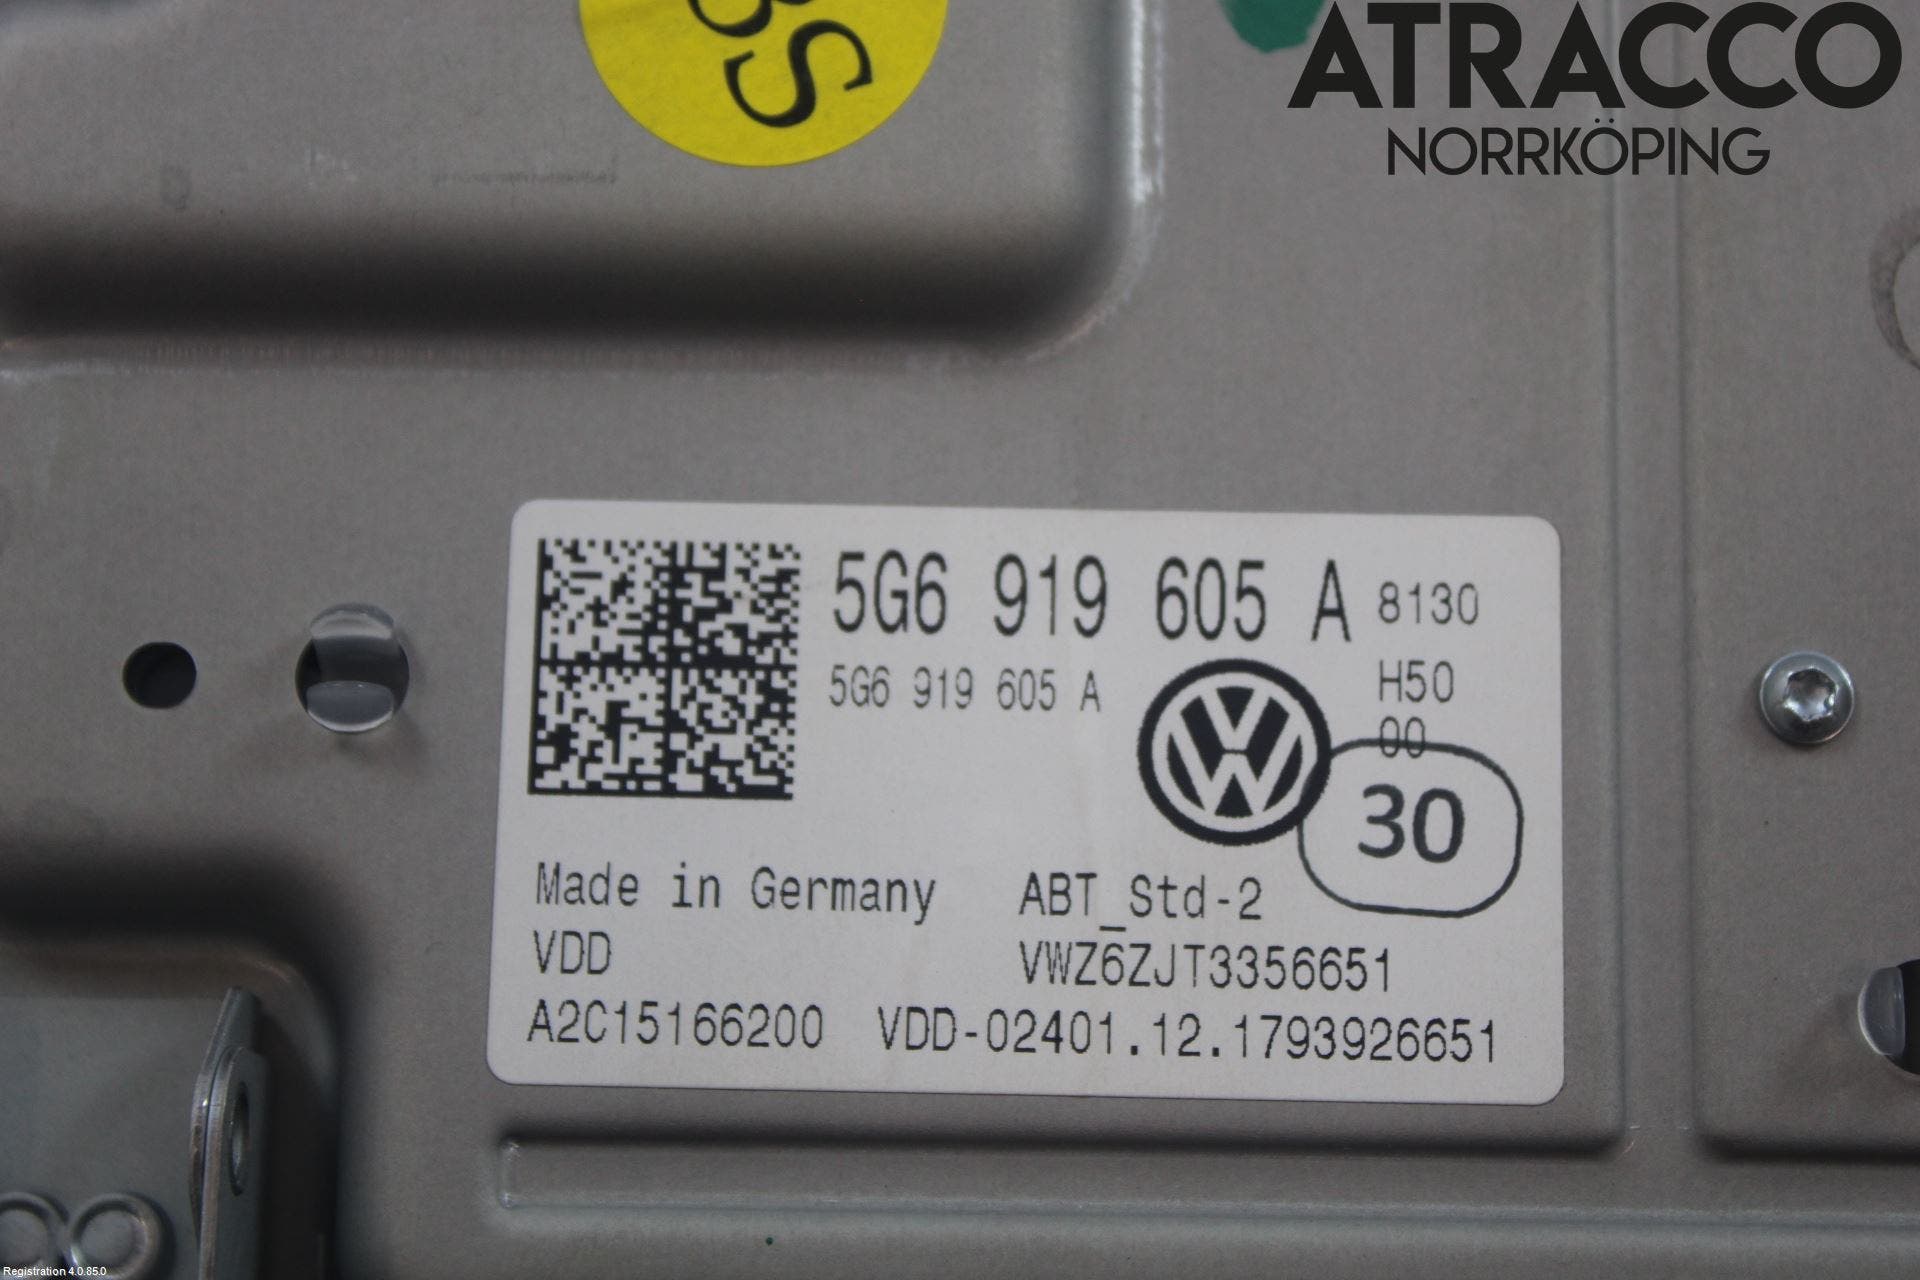 ATRACCO
NORRKÖPING
BS
5G6 919 605 A 8130
5G6 919 605 A
H50
00
30
Made in Germany
ABT_Std-2
VDD
VWZ6ZJT3356651
A2C15166200
VDD-02401.12.1793926651
Registration 4.0.85.0